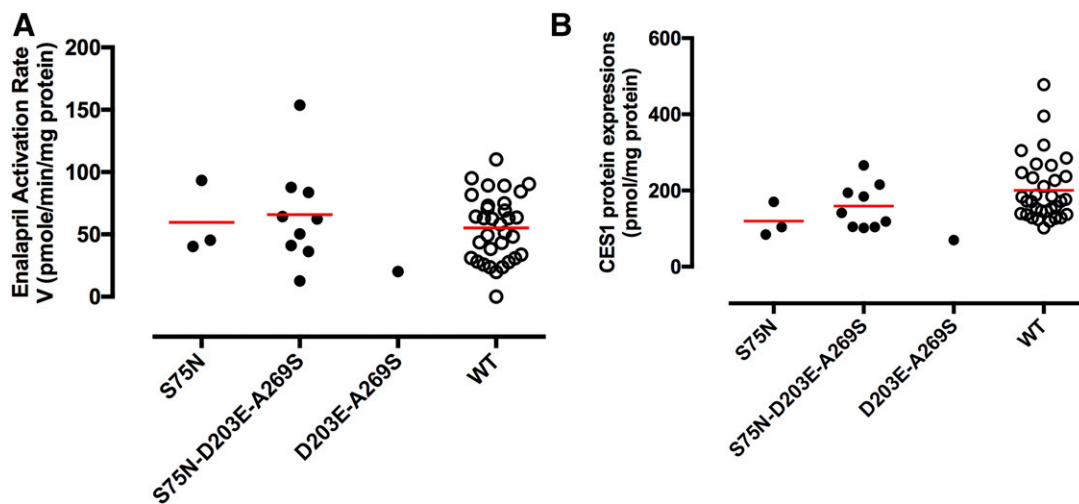 A
Enalapril Activation Rate
V (pmole/min/mg protein)
200
150
100
50
0
S75N
S75N-D203E-A269S
D203E-A269S
WT
B
CES1 protein expressions
(pmol/mg protein)
600
400
200
0
S75N
S75N-D203E-A269S
D203E-A269S
WT